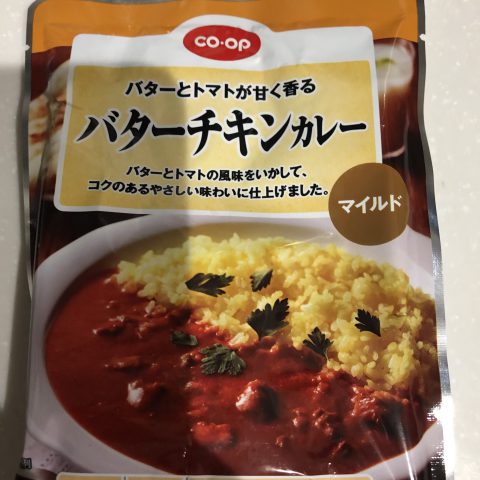 CO·OP
バターとトマトが甘く香る
バターチキンカレー
バターとトマトの風味をいかして、
コクのあるやさしい味わいに仕上げました。
マイルド